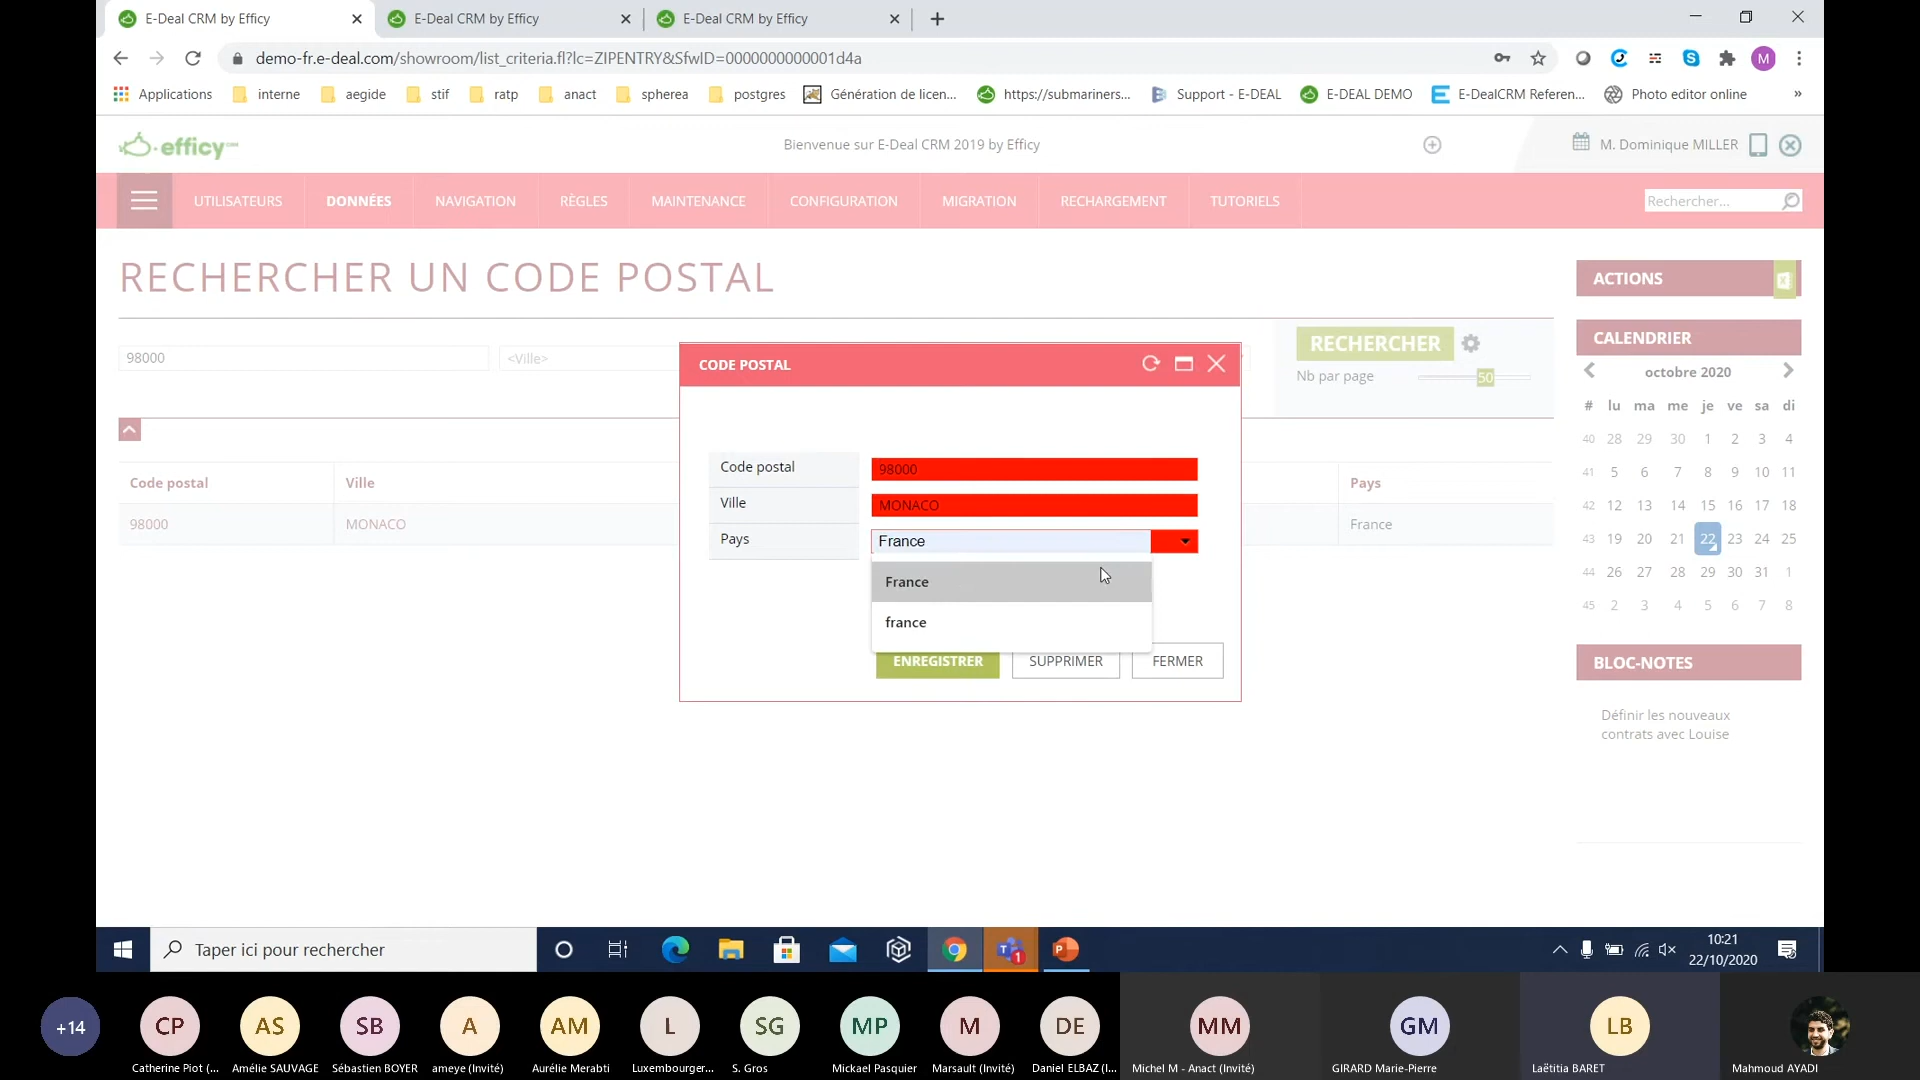 E-Deal CRM by Efficy
E-Deal CRM by Efficy
E-Deal CRM by Efficy
demo-fr.e-deal.com/showroom/list_criteria.fl?lc=ZIPENTRY&SfwID=0000000000001d4a
M
Applications
interne
aegide
stif
ratp
anact
spherea
postgres
Génération de licen...
https://submariners...
Support - E-DEAL
E-DEAL DEMO
E-DealCRM Referen...
Photo editor online
»
efficy
Bienvenue sur E-Deal CRM 2019 by Efficy
M. Dominique MILLER
UTILISATEURS
DONNÉES
NAVIGATION
RÈGLES
MAINTENANCE
CONFIGURATION
MIGRATION
RECHARGEMENT
TUTORIELS
Rechercher...
RECHERCHER UN CODE POSTAL
98000
<Ville>
RECHERCHER
Nb par page
50
Code postal
Ville
Pays
98000
MONACO
France
CODE POSTAL
Code postal
98000
Ville
MONACO
Pays
France
France
france
ENREGISTRER
SUPPRIMER
FERMER
ACTIONS
CALENDRIER
octobre 2020
# lu ma me je ve sa di
40 28 29 30 1 2 3 4
41 5 6 7 8 9 10 11
42 12 13 14 15 16 17 18
43 19 20 21 22 23 24 25
44 26 27 28 29 30 31 1
45 2 3 4 5 6 7 8
BLOC-NOTES
Définir les nouveaux
contrats avec Louise
Taper ici pour rechercher
1
10:21
22/10/2020
+14
CP
AS
SB
A
AM
L
SG
MP
M
DE
MM
GM
LB
Catherine Piot (...
Amélie SAUVAGE
Sébastien BOYER
ameye (Invité)
Aurélie Merabti
Luxembourger...
S. Gros
Mickael Pasquier
Marsault (Invité)
Daniel ELBAZ (I...
Michel M - Anact (Invité)
GIRARD Marie-Pierre
Laëtitia BARET
Mahmoud AYADI